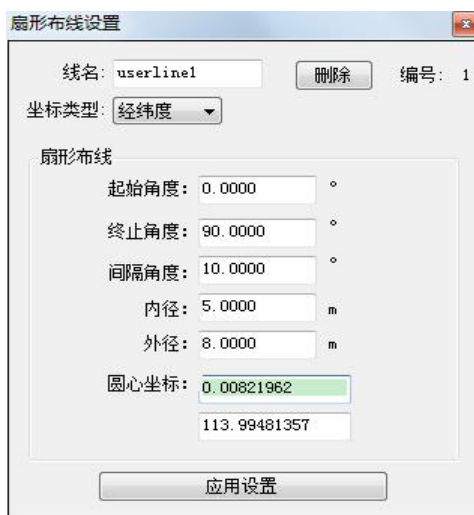 扇形布线设置
线名: userline1 删除 编号: 1
坐标类型: 经纬度
扇形布线
起始角度: 0.0000 °
终止角度: 90.0000 °
间隔角度: 10.0000 °
内径: 5.0000 m
外径: 8.0000 m
圆心坐标: 0.00821962
113.99481357
应用设置